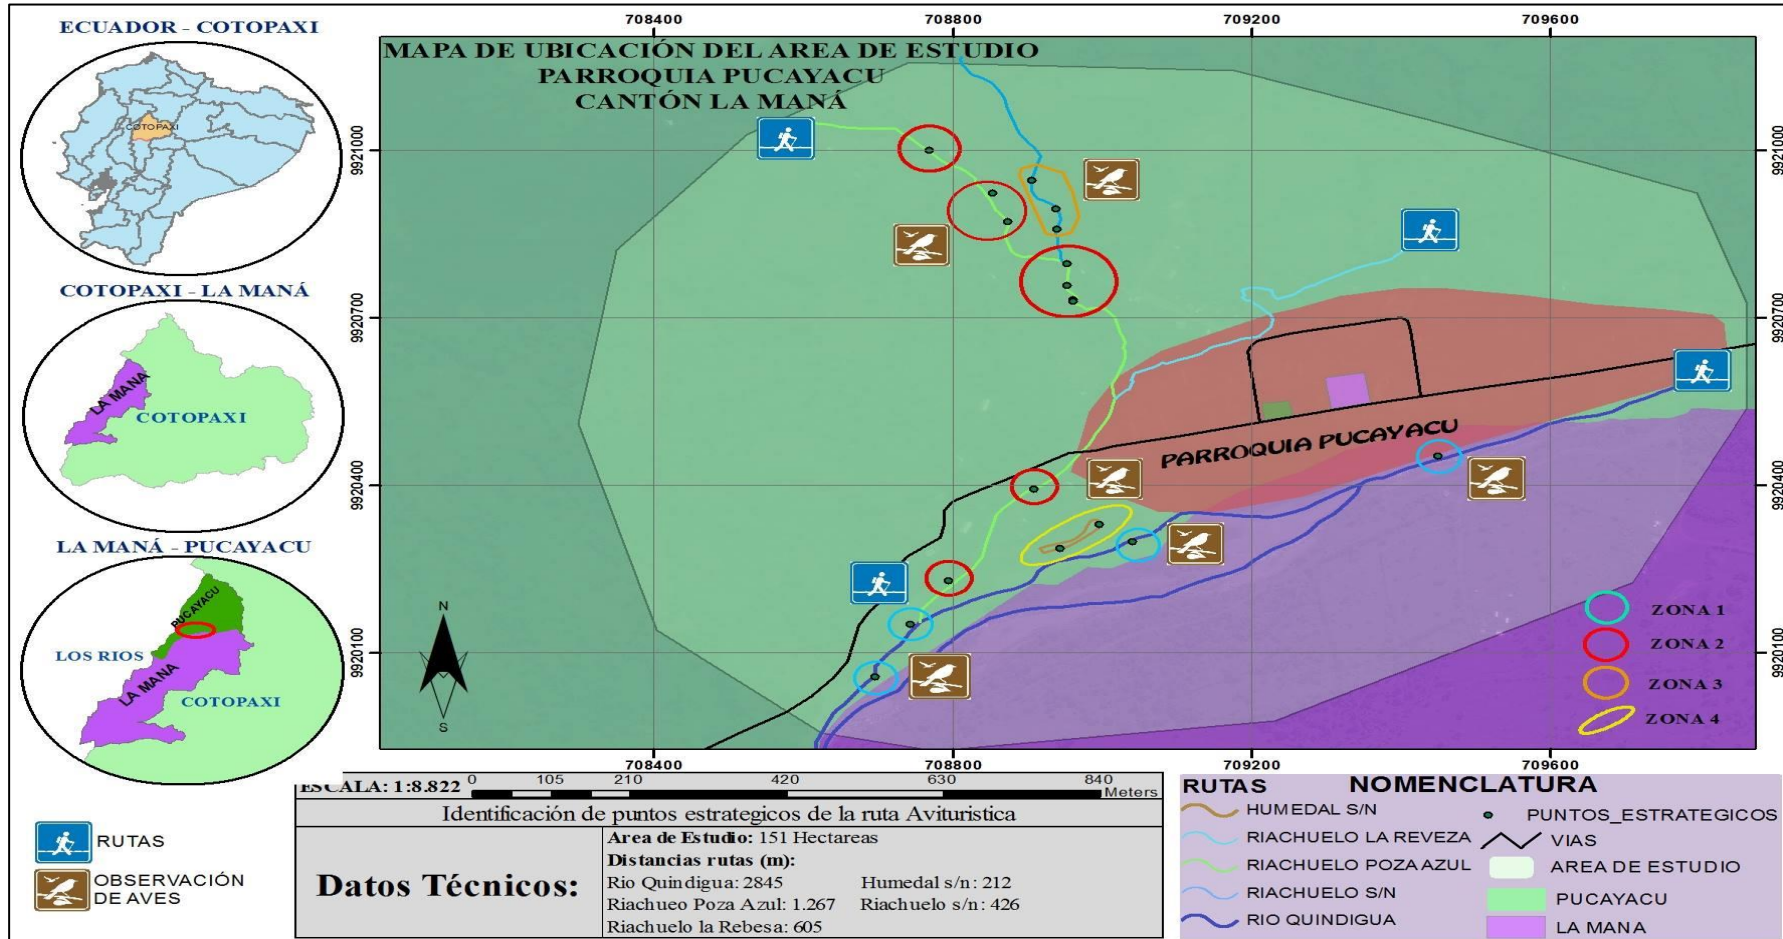 ECUADOR - COTOPAXI
COTOPAXI
COTOPAXI - LA MANÁ
LA MANA
COTOPAXI
LA MANÁ - PUCAYACU
PUCAYACU
LOS RIOS
LA MANA
COTOPAXI
RUTAS
OBSERVACIÓN
DE AVES
708400 708800 709200 709600
MAPA DE UBICACIÓN DEL AREA DE ESTUDIO
PARROQUIA PUCAYACU
CANTÓN LA MANÁ
9921000 9921000
9920700 9920700
9920400 9920400
9920100 9920100
PARROQUIA PUCAYACU
N
S
ZONA 1
ZONA 2
ZONA 3
ZONA 4
708400 708800 709200 709600
ESCALA: 1:8.822
0 105 210 420 630 840
Meters
Identificación de puntos estrategicos de la ruta Avituristica
Datos Técnicos:
Area de Estudio: 151 Hectareas
Distancias rutas (m):
Rio Quindigua: 2845 Humedal s/n: 212
Riachueo Poza Azul: 1.267 Riachuelo s/n: 426
Riachuelo la Rebesa: 605
RUTAS NOMENCLATURA
HUMEDAL S/N PUNTOS_ESTRATEGICOS
RIACHUELO LA REVEZA VIAS
RIACHUELO POZA AZUL AREA DE ESTUDIO
RIACHUELO S/N PUCAYACU
RIO QUINDIGUA LA MANA